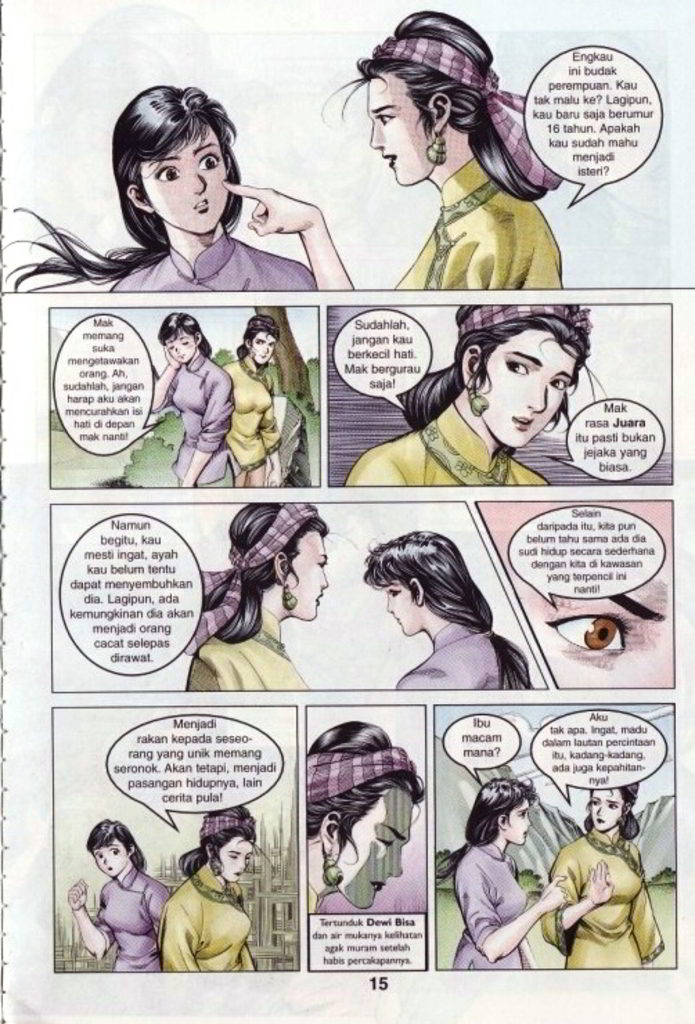 Engkau
ini budak
perempuan. Kau
tak malu ke? Lagipun,
kau baru saja berumur
16 tahun. Apakah
kau sudah mahu
menjadi
isteri?
Mak
memang
suka
mengetawakan
orang. Ah,
sudahlah, jangan
harap aku akan
mencurahkan isi
hati di depan
mak nanti!
Sudahlah,
jangan kau
berkecil hati.
Mak bergurau
saja!
Mak
rasa Juara
itu pasti bukan
jejaka yang
biasa.
Namun
begitu, kau
mesti ingat, ayah
kau belum tentu
dapat menyembuhkan
dia. Lagipun, ada
kemungkinan dia akan
menjadi orang
cacat selepas
dirawat.
Selain
daripada itu, kita pun
belum tahu sama ada dia
sudi hidup secara sederhana
dengan kita di kawasan
yang terpencil ini
nanti!
Menjadi
rakan kepada seseo-
rang yang unik memang
seronok. Akan tetapi, menjadi
pasangan hidupnya, lain
cerita pula!
Tertunduk Dewi Bisa
dan air mukanya kelihatan
agak muram setelah
habis percakapannya.
Ibu
macam
mana?
Aku
tak apa. Ingat, madu
dalam lautan percintaan
itu, kadang-kadang,
ada juga kepahitan-
nya!
15